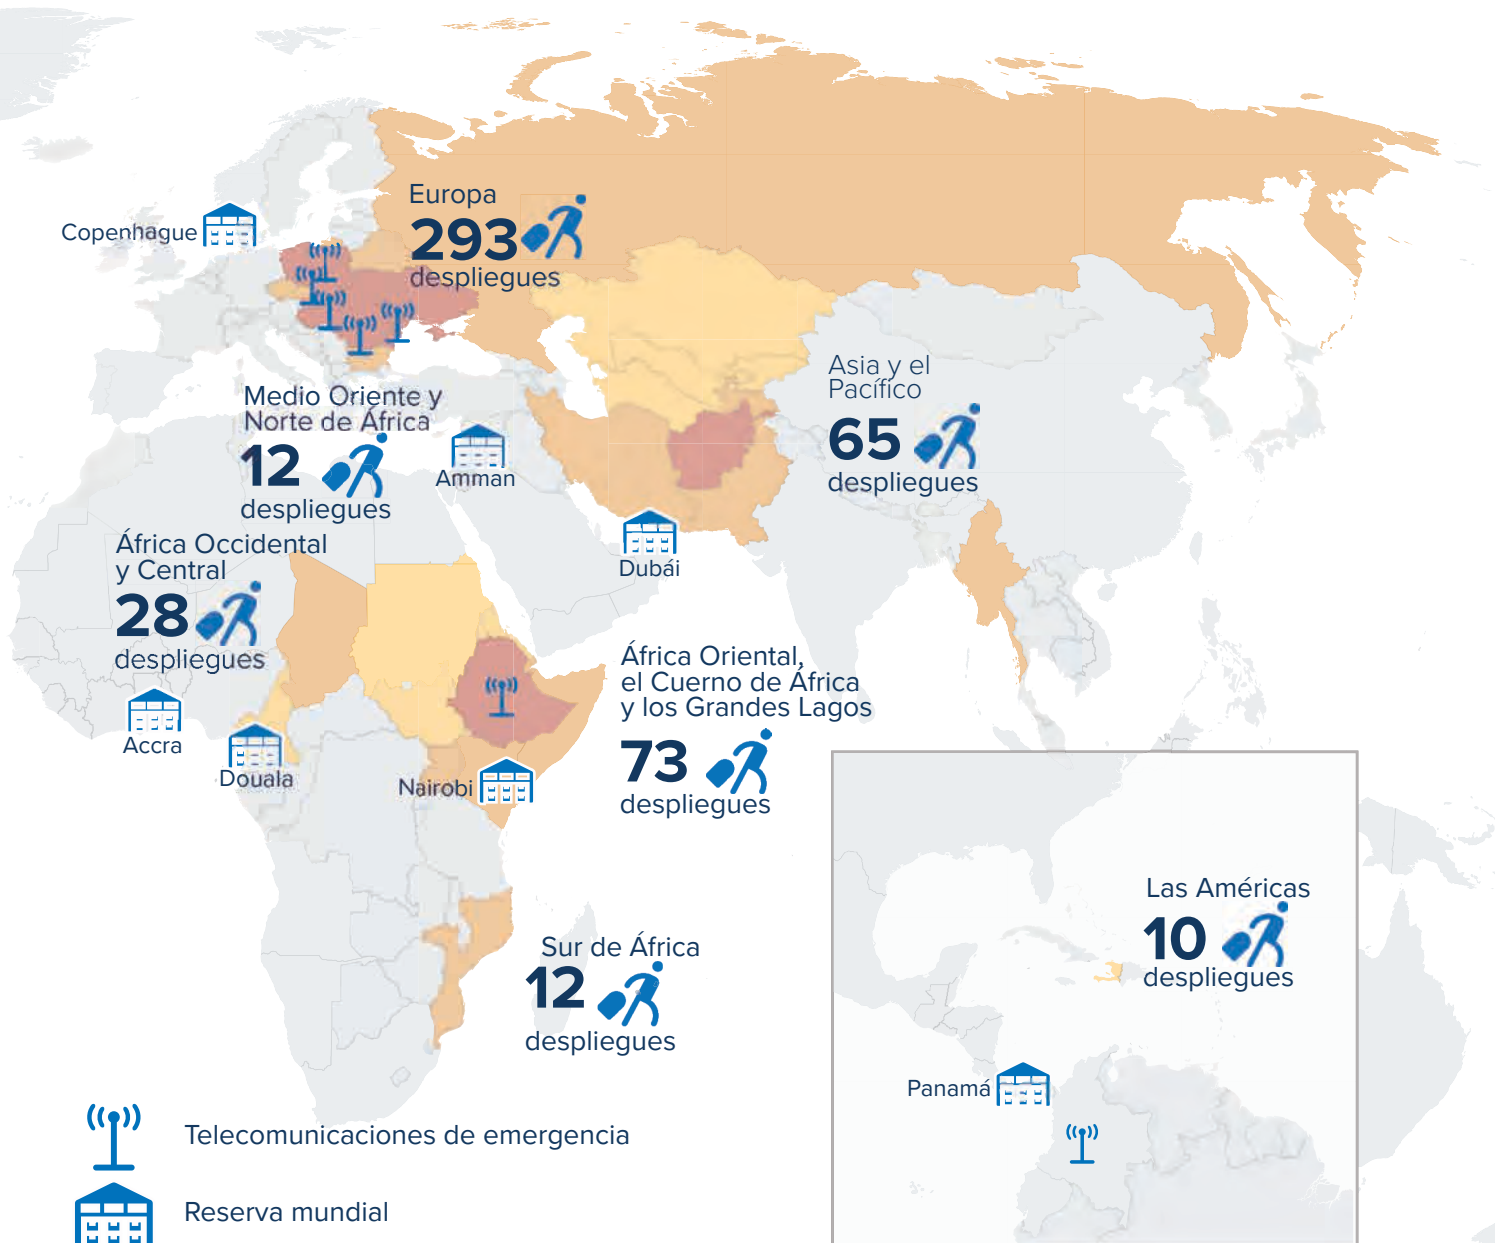 Europa
293
despliegues
Copenhague
Medio Oriente y
Norte de África
12
despliegues
Amman
Asia y el
Pacífico
65
despliegues
Dubái
África Occidental
y Central
28
despliegues
Accra
Douala
Nairobi
África Oriental,
el Cuerno de África
y los Grandes Lagos
73
despliegues
Sur de África
12
despliegues
Las Américas
10
despliegues
Panamá
Telecomunicaciones de emergencia
Reserva mundial